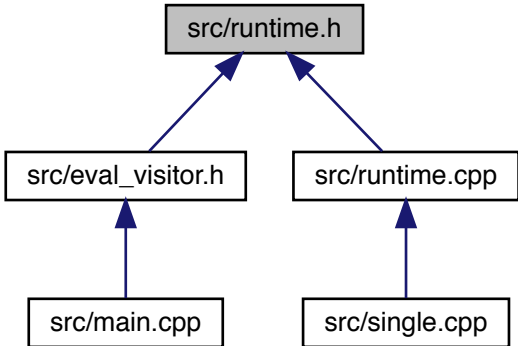 src/runtime.h
src/eval_visitor.h
src/runtime.cpp
src/main.cpp
src/single.cpp